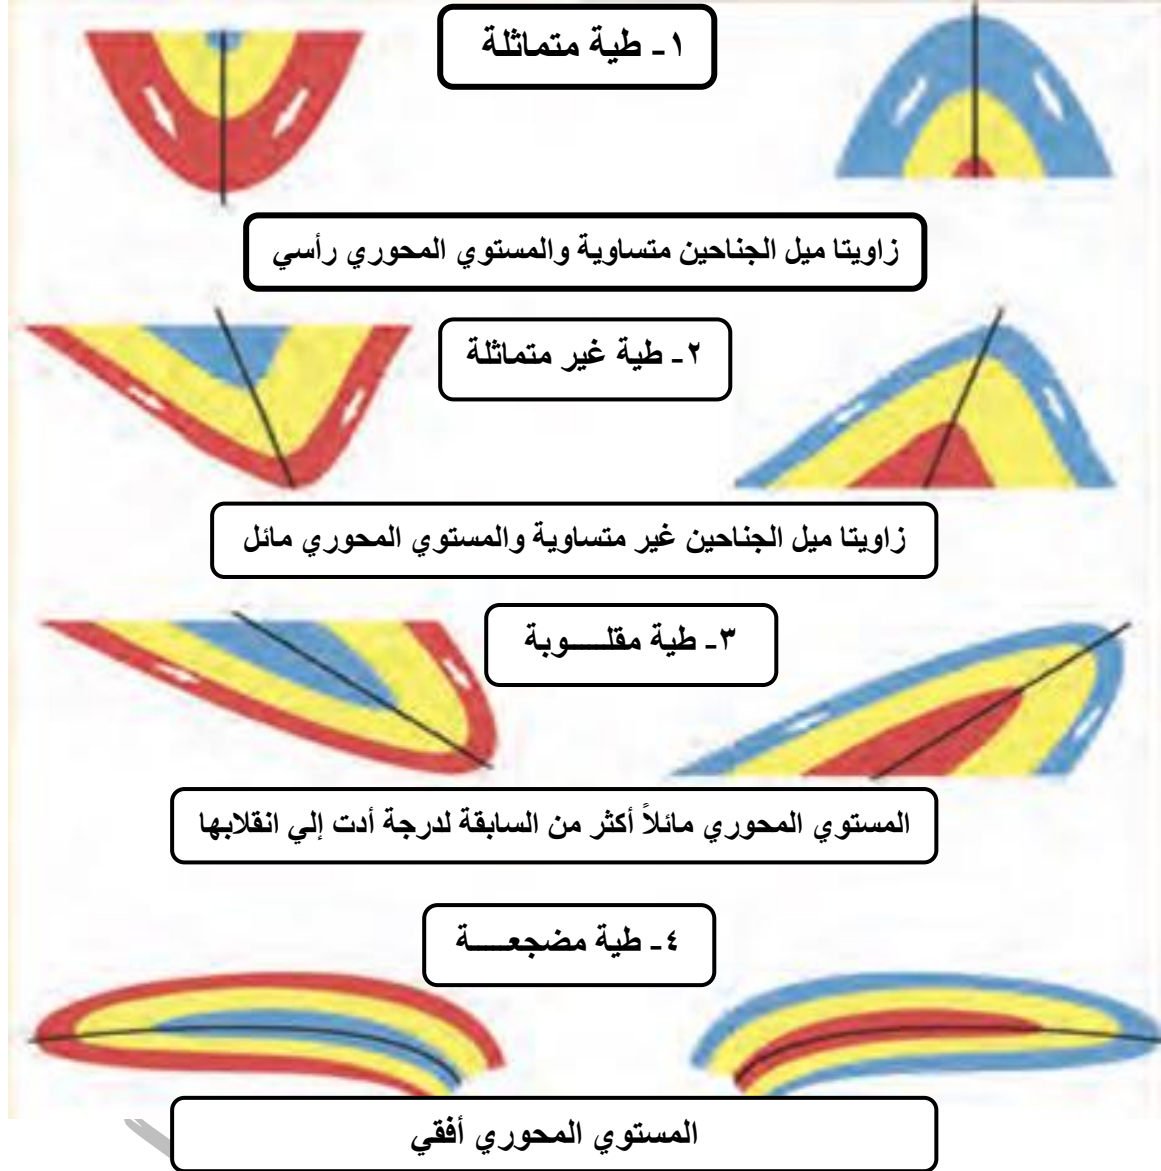 ١- طية متماثلة
زاويتا ميل الجناحين متساوية والمستوي المحوري رأسي
٢- طية غير متماثلة
زاويتا ميل الجناحين غير متساوية والمستوي المحوري مائل
٣- طية مقلـــــوبة
المستوي المحوري مائلاً أكثر من السابقة لدرجة أدت إلي انقلابها
٤- طية مضجعـــــة
المستوي المحوري أفقي